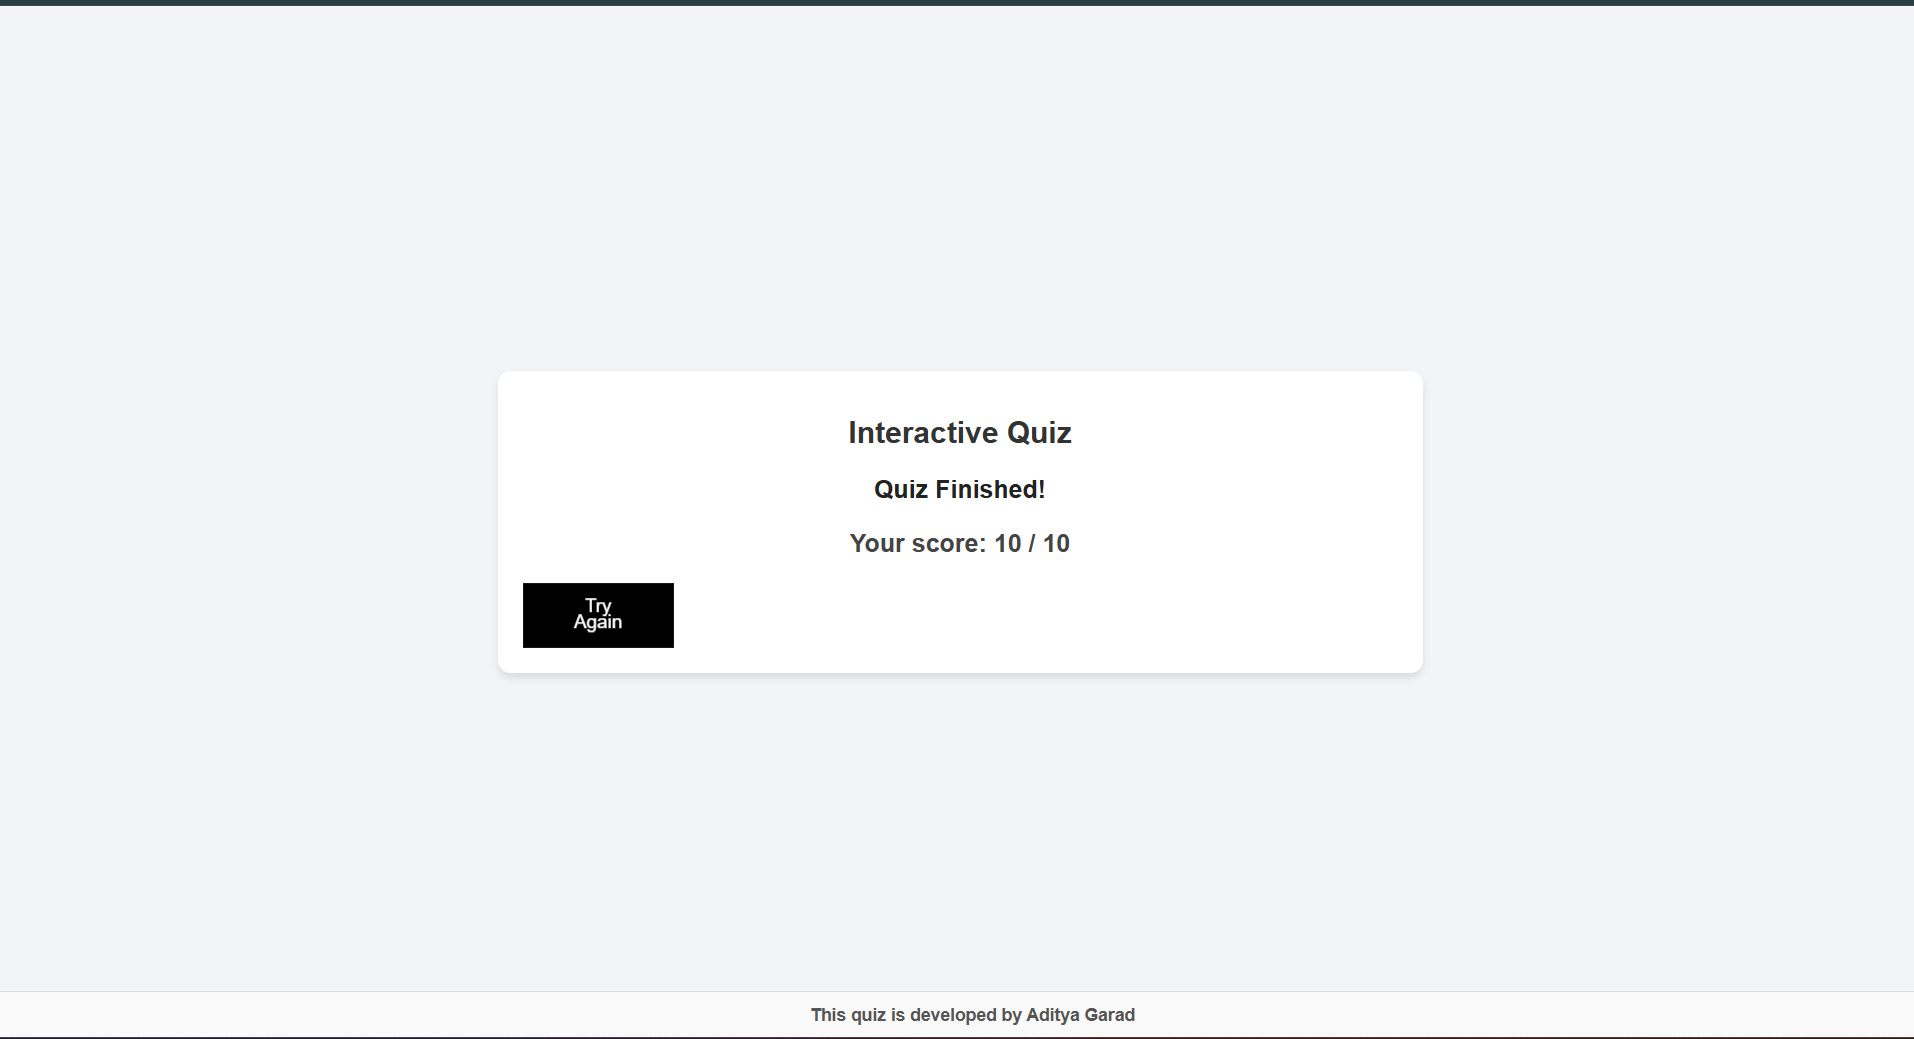 Interactive Quiz
Quiz Finished!
Your score: 10 / 10
Try
Again
This quiz is developed by Aditya Garad